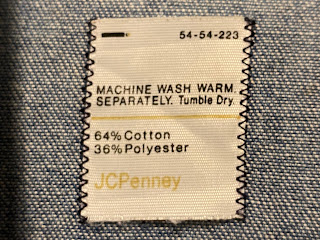 54-54-223
MACHINE WASH WARM.
SEPARATELY. Tumble Dry.
64% Cotton
36% Polyester
JCPenney